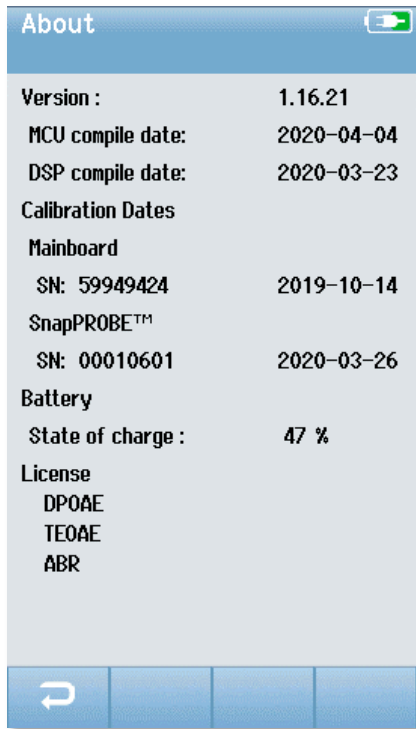 About
Version : 1.16.21
MCU compile date: 2020-04-04
DSP compile date: 2020-03-23
Calibration Dates
Mainboard
SN: 59949424 2019-10-14
SnapPROBE™
SN: 00010601 2020-03-26
Battery
State of charge : 47 %
License
DPOAE
TEOAE
ABR